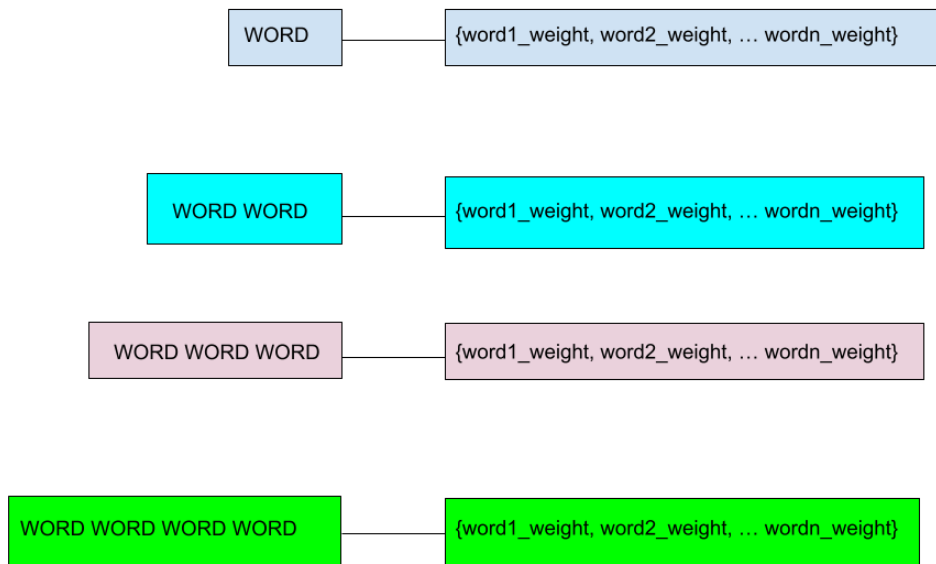 WORD {word1_weight, word2_weight, … wordn_weight}
WORD WORD {word1_weight, word2_weight, … wordn_weight}
WORD WORD WORD {word1_weight, word2_weight, … wordn_weight}
WORD WORD WORD WORD {word1_weight, word2_weight, … wordn_weight}